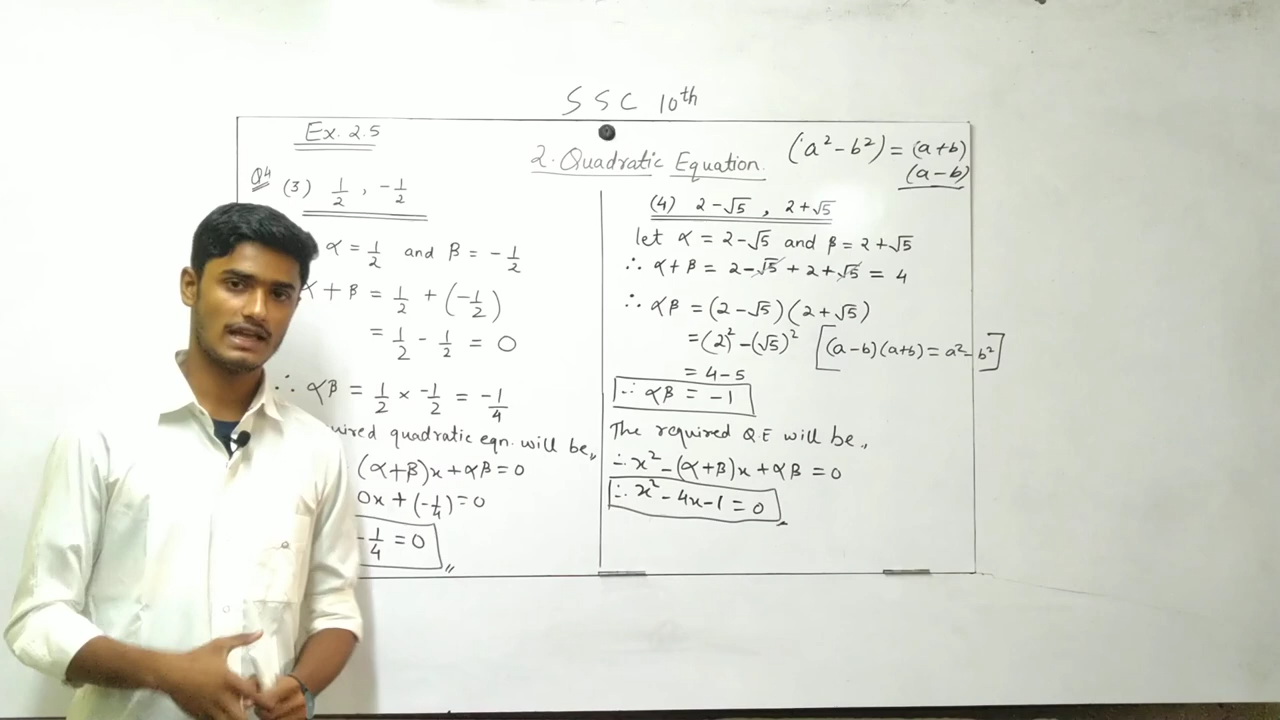 SSC 10th
Ex. 2.5
2. Quadratic Equation.
(a² - b²) = (a+b)
(a-b)
Q4 (3) 1/2 , -1/2
α = 1/2 and β = -1/2
α + β = 1/2 + (-1/2)
= 1/2 - 1/2 = 0
∴ αβ = 1/2 × -1/2 = -1/4
quadratic eqn. will be,,
(α+β)x + αβ = 0
0x + (-1/4) = 0
-1/4 = 0 ,,
(4) 2-√5 , 2+√5
let α = 2-√5 and β = 2+√5
∴ α+β = 2-√5 + 2+√5 = 4
∴ αβ = (2-√5)(2+√5)
= (2)² - (√5)² [(a-b)(a+b) = a² - b²]
= 4-5
∴ αβ = -1
The required Q.E will be,,
∴ x² - (α+β)x + αβ = 0
∴ x² - 4x - 1 = 0